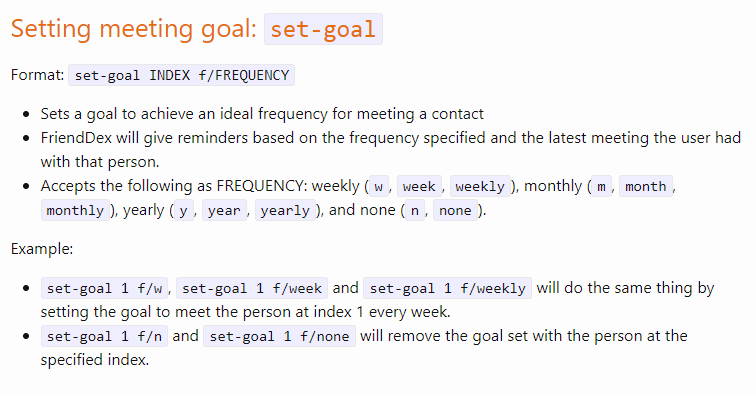 Setting meeting goal: set-goal
Format: set-goal INDEX f/FREQUENCY
Sets a goal to achieve an ideal frequency for meeting a contact
FriendDex will give reminders based on the frequency specified and the latest meeting the user had
with that person.
Accepts the following as FREQUENCY: weekly ( w , week , weekly ), monthly ( m , month ,
monthly ), yearly ( y , year , yearly ), and none ( n , none ).
Example:
set-goal 1 f/w , set-goal 1 f/week and set-goal 1 f/weekly will do the same thing by
setting the goal to meet the person at index 1 every week.
set-goal 1 f/n and set-goal 1 f/none will remove the goal set with the person at the
specified index.